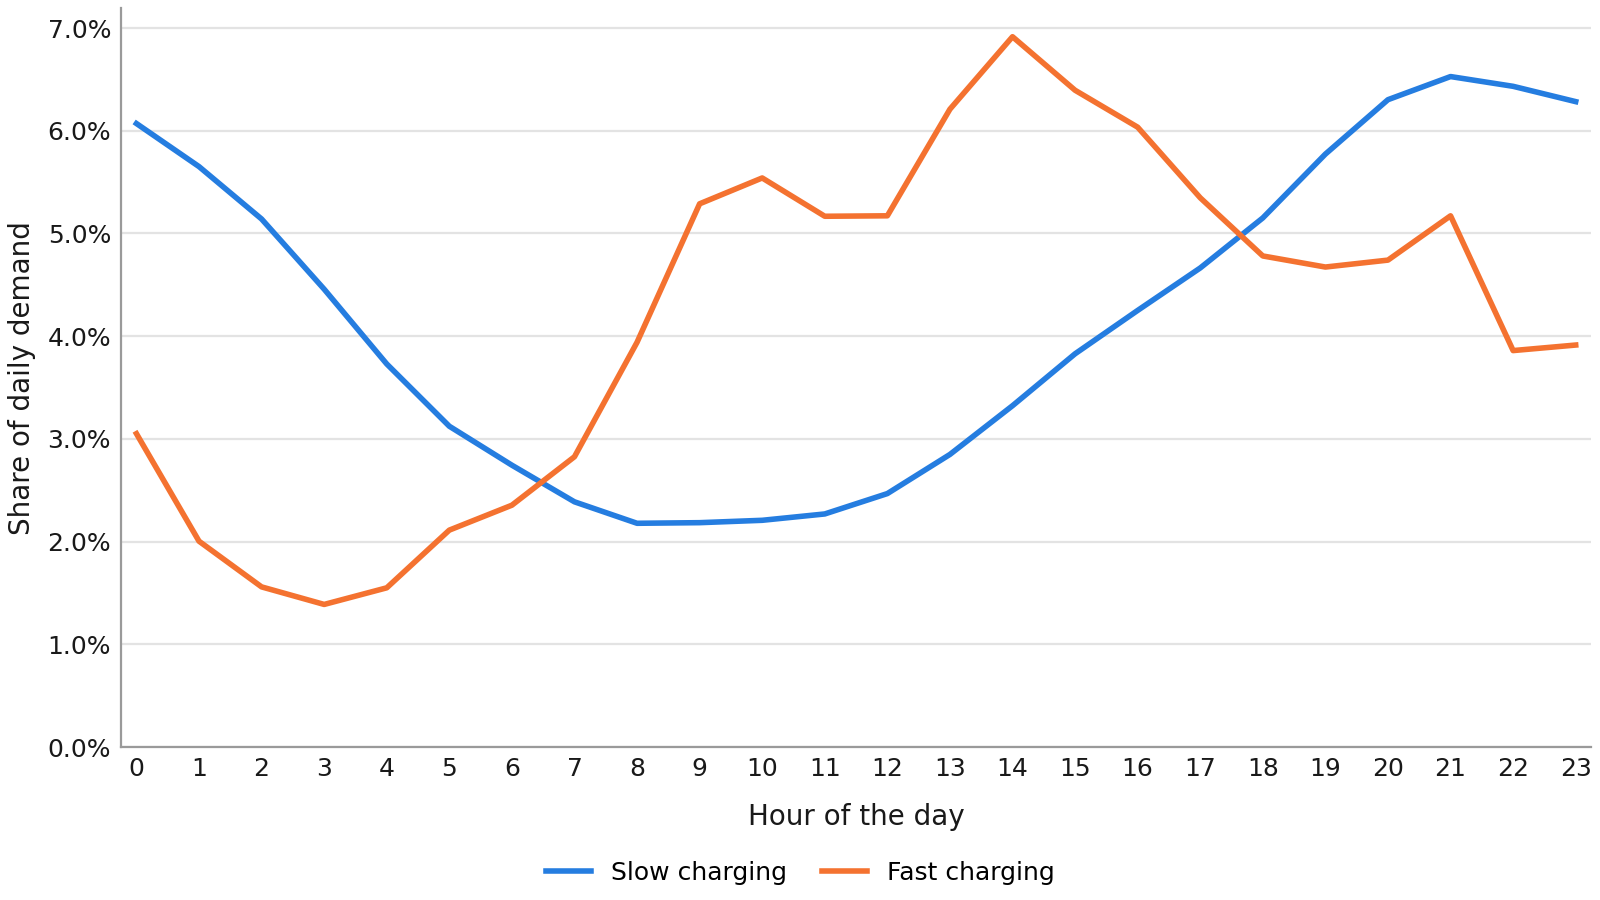 Share of daily demand
7.0%
6.0%
5.0%
4.0%
3.0%
2.0%
1.0%
0.0%
0 1 2 3 4 5 6 7 8 9 10 11 12 13 14 15 16 17 18 19 20 21 22 23
Hour of the day
Slow charging Fast charging